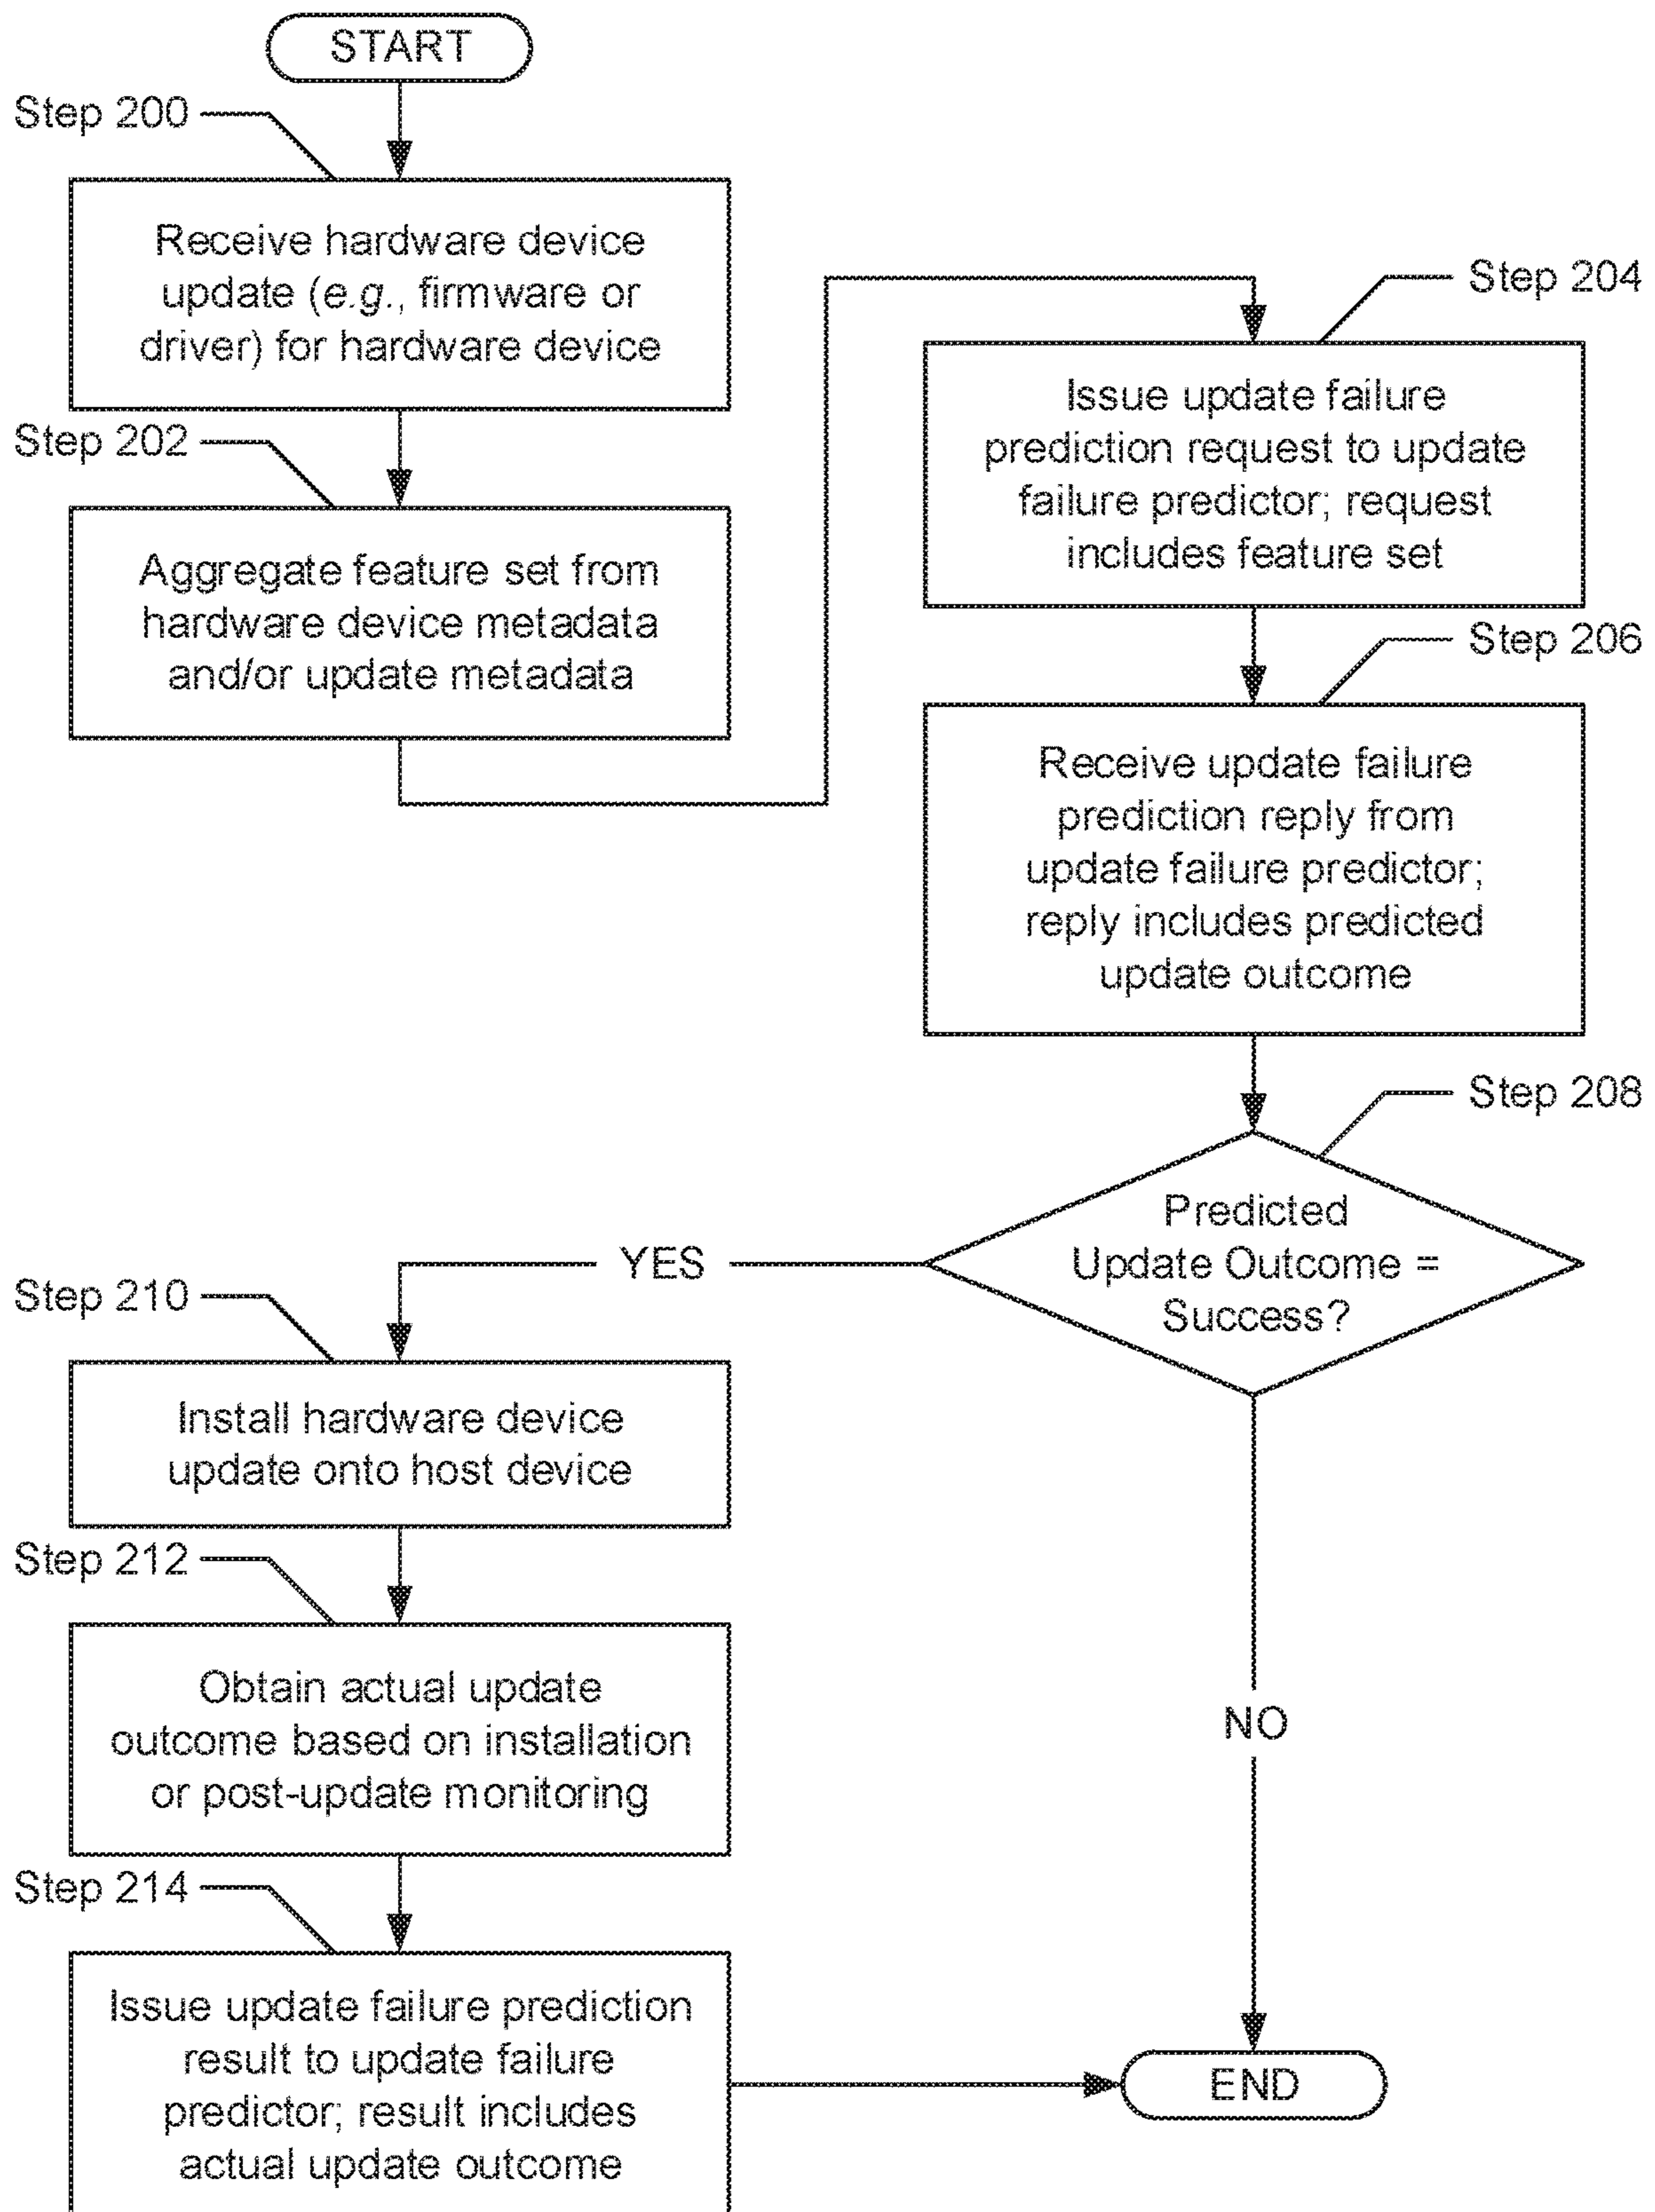 START
Step 200
Receive hardware device
update (e.g., firmware or
driver) for hardware device
Step 202
Aggregate feature set from
hardware device metadata
and/or update metadata
Step 204
Issue update failure
prediction request to update
failure predictor; request
includes feature set
Step 206
Receive update failure
prediction reply from
update failure predictor;
reply includes predicted
update outcome
Step 208
Predicted
Update Outcome =
Success?
YES
NO
Step 210
Install hardware device
update onto host device
Step 212
Obtain actual update
outcome based on installation
or post-update monitoring
Step 214
Issue update failure prediction
result to update failure
predictor; result includes
actual update outcome
END